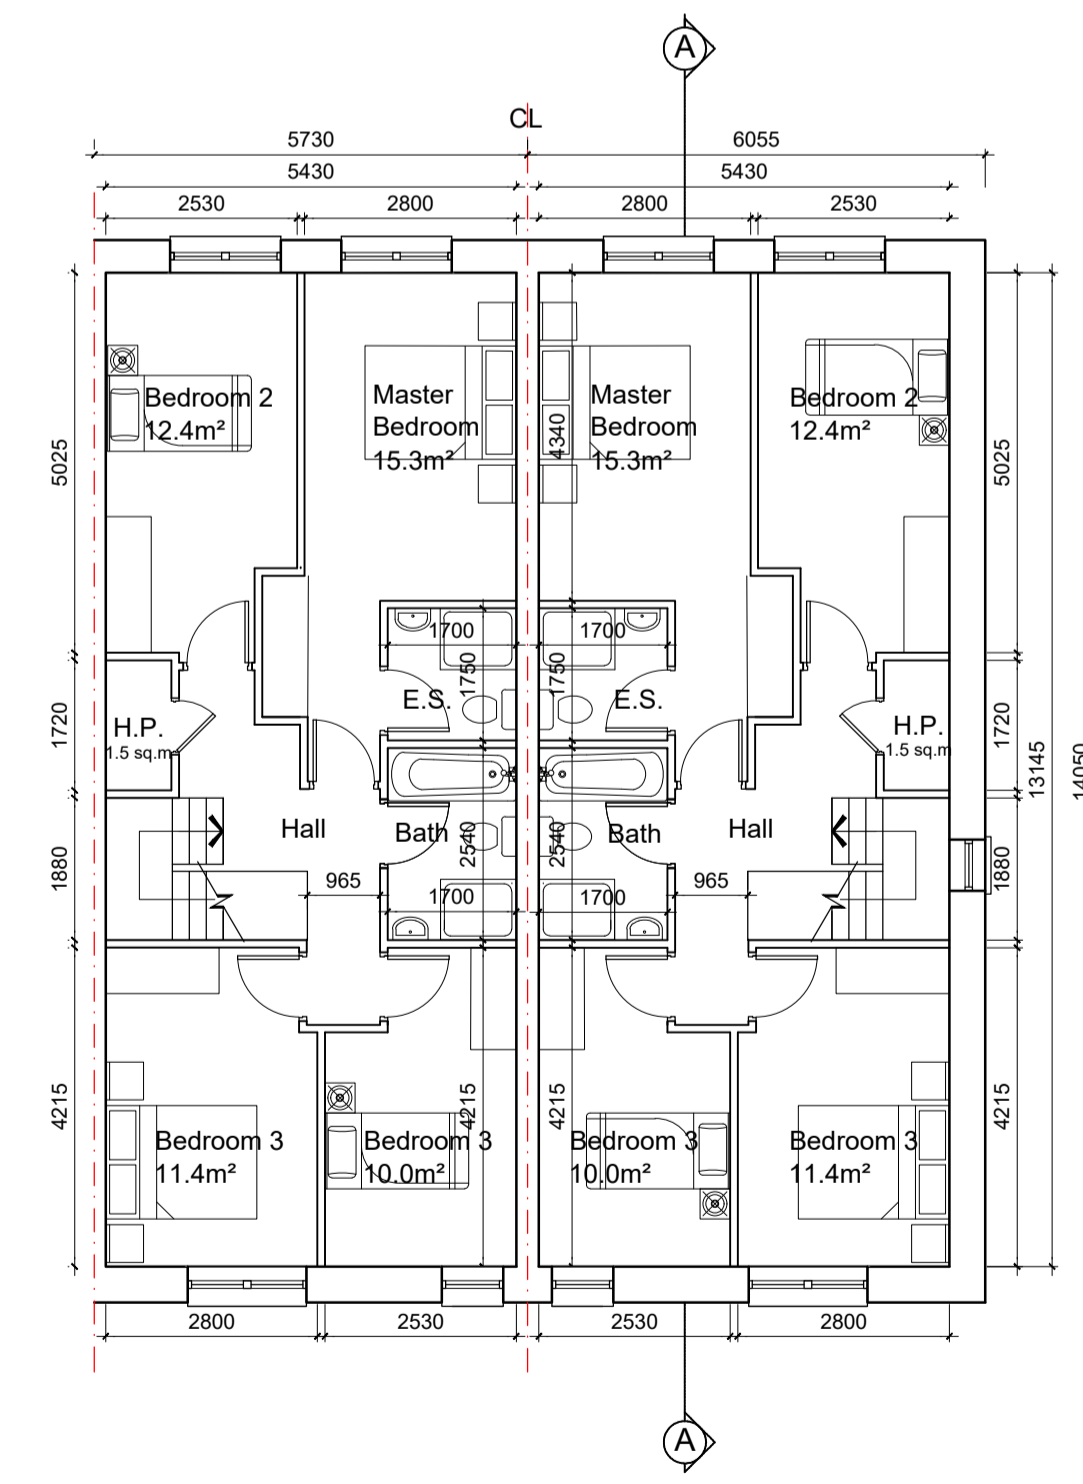 A
CL
5730
6055
5430
5430
2530
2800
2800
2530
Bedroom 2
12.4m²
Master
Bedroom
15.3m²
Master
Bedroom
15.3m²
Bedroom 2
12.4m²
4340
5025
5025
1700
1700
1750
1750
E.S.
E.S.
H.P.
1.5 sq.m
H.P.
1.5 sq.m
1720
1720
13145
14050
Hall
Bath
2540
2540
Bath
Hall
1880
1880
965
965
1700
1700
4215
4215
4215
4215
Bedroom 3
11.4m²
Bedroom 3
10.0m²
Bedroom 3
10.0m²
Bedroom 3
11.4m²
2800
2530
2530
2800
A